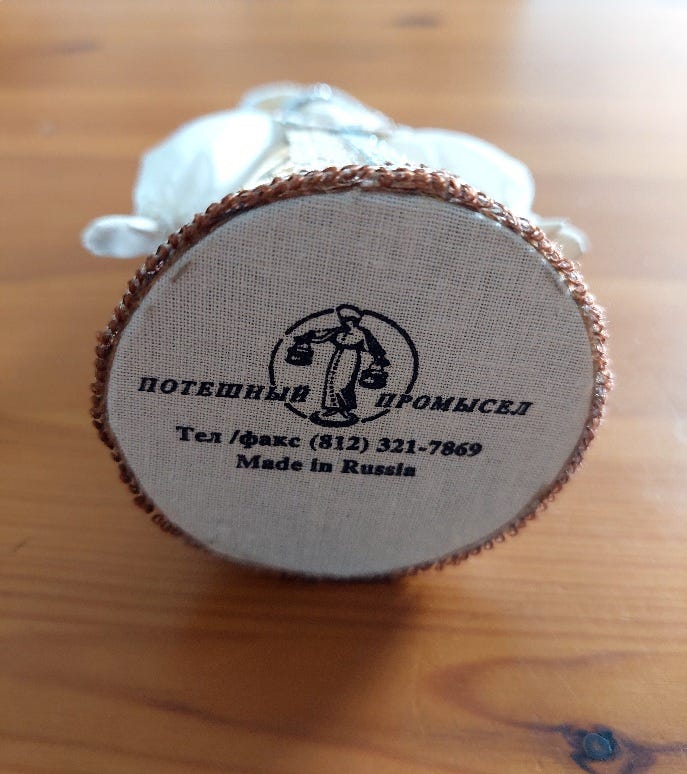 ПОТЕШНЫЙ ПРОМЫСЕЛ
Тел /факс (812) 321-7869
Made in Russia